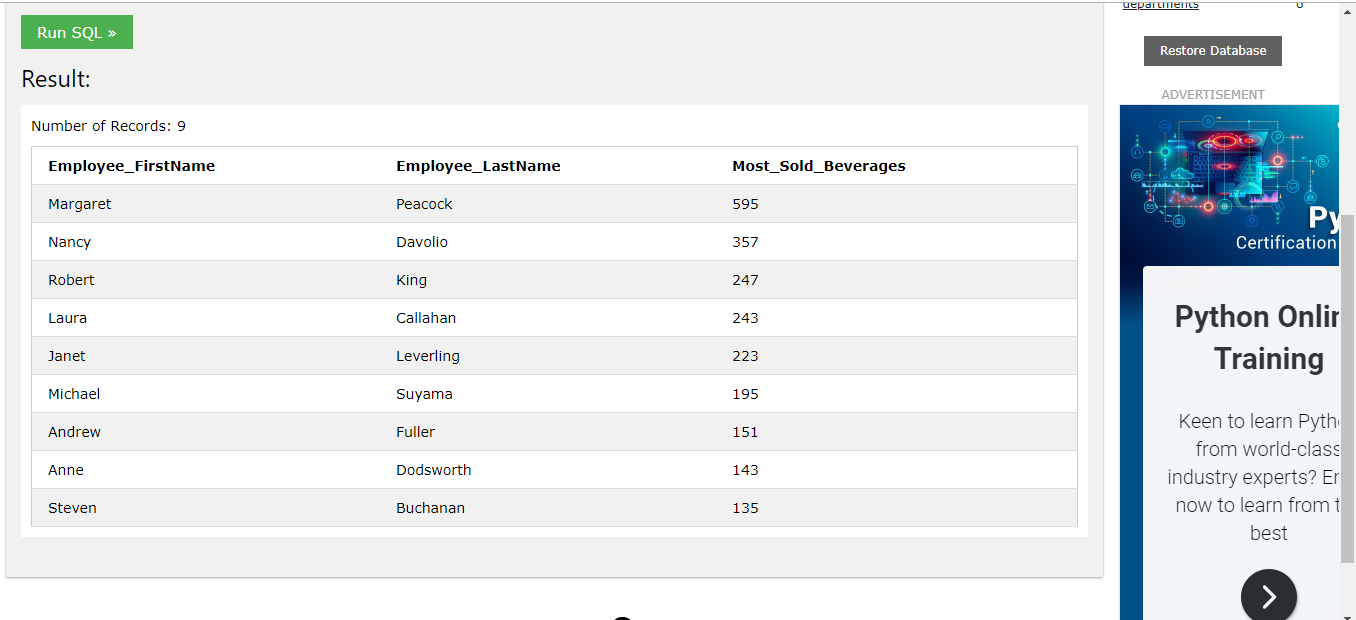 departments 6
Run SQL »
Restore Database
Result:
ADVERTISEMENT
Number of Records: 9
Employee_FirstName Employee_LastName Most_Sold_Beverages
Margaret Peacock 595
Nancy Davolio 357
Robert King 247
Laura Callahan 243
Janet Leverling 223
Michael Suyama 195
Andrew Fuller 151
Anne Dodsworth 143
Steven Buchanan 135
Py
Certification
Python Onlin
Training
Keen to learn Pytho
from world-class
industry experts? En
now to learn from t
best